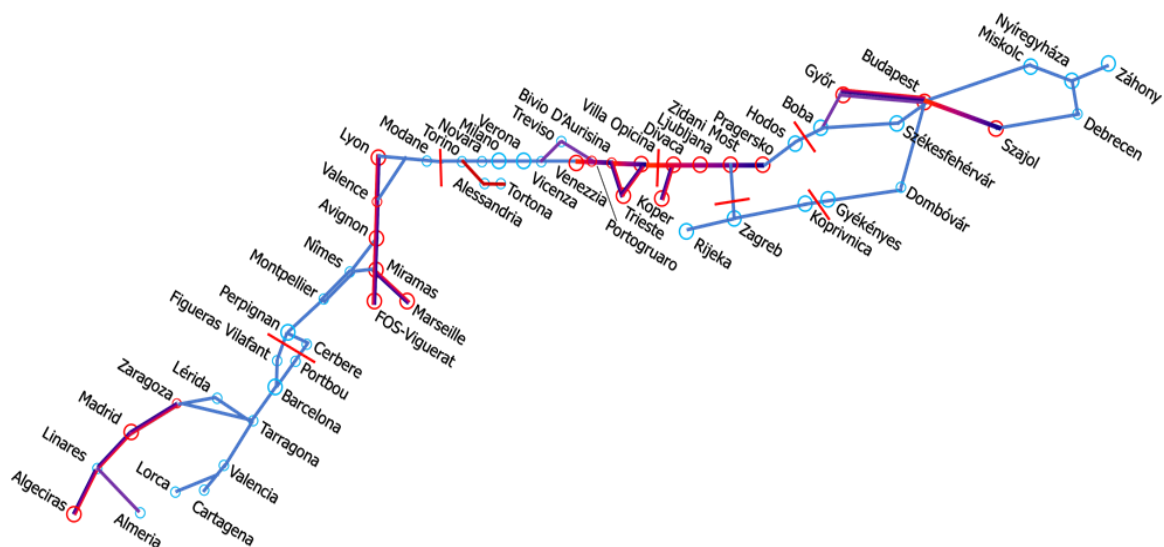 Nyíregyháza
Miskolc
Záhony
Budapest
Győr
Debrecen
Szajol
Székesfehérvár
Boba
Hodos
Pragersko
Zidani Most
Ljubljana
Divaca
Villa Opicina
Bivio D'Aurisina
Treviso
Verona
Milano
Novara
Torino
Modane
Lyon
Alessandria
Tortona
Vicenza
Venezzia
Portogruaro
Trieste
Koper
Rijeka
Zagreb
Koprivnica
Gyékényes
Dombóvár
Valence
Avignon
Nîmes
Montpellier
Miramas
Marseille
FOS-Viguerat
Perpignan
Figueras Vilafant
Cerbere
Portbou
Barcelona
Lérida
Zaragoza
Madrid
Linares
Algeciras
Almeria
Tarragona
Valencia
Lorca
Cartagena